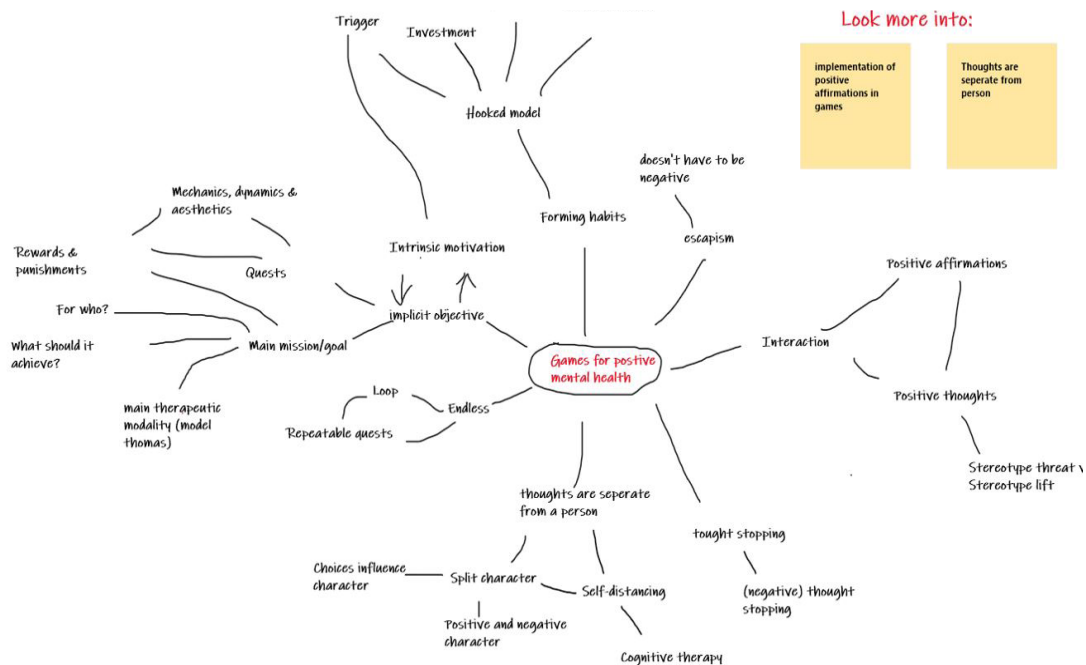 Look more into:
implementation of
positive
affirmations in
games
Thoughts are
seperate from
person
Trigger
Investment
Hooked model
doesn't have to be
negative
Forming habits
escapism
Mechanics, dynamics &
aesthetics
Intrinsic motivation
Rewards &
punishments
Quests
Positive affirmations
For who?
implicit objective
What should it
achieve?
Main mission/goal
Interaction
Games for postive
mental health
main therapeutic
modality (model
thomas)
Loop
Endless
Repeatable quests
Positive thoughts
Stereotype threat v
Stereotype lift
thoughts are seperate
from a person
tought stopping
Choices influence
character
Split character
Self-distancing
(negative) thought
stopping
Positive and negative
character
Cognitive therapy